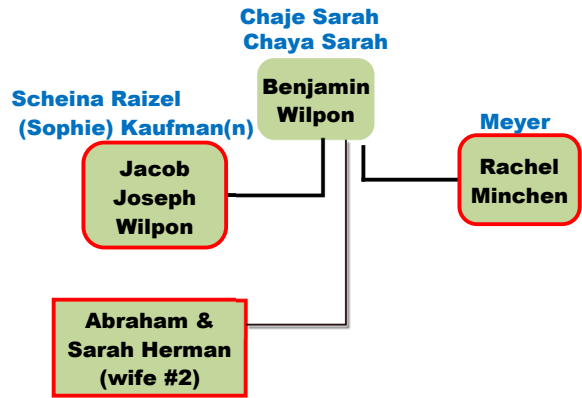 Chaje Sarah
Chaya Sarah
Benjamin
Wilpon
Scheina Raizel
(Sophie) Kaufman(n)
Jacob
Joseph
Wilpon
Meyer
Rachel
Minchen
Abraham &
Sarah Herman
(wife #2)